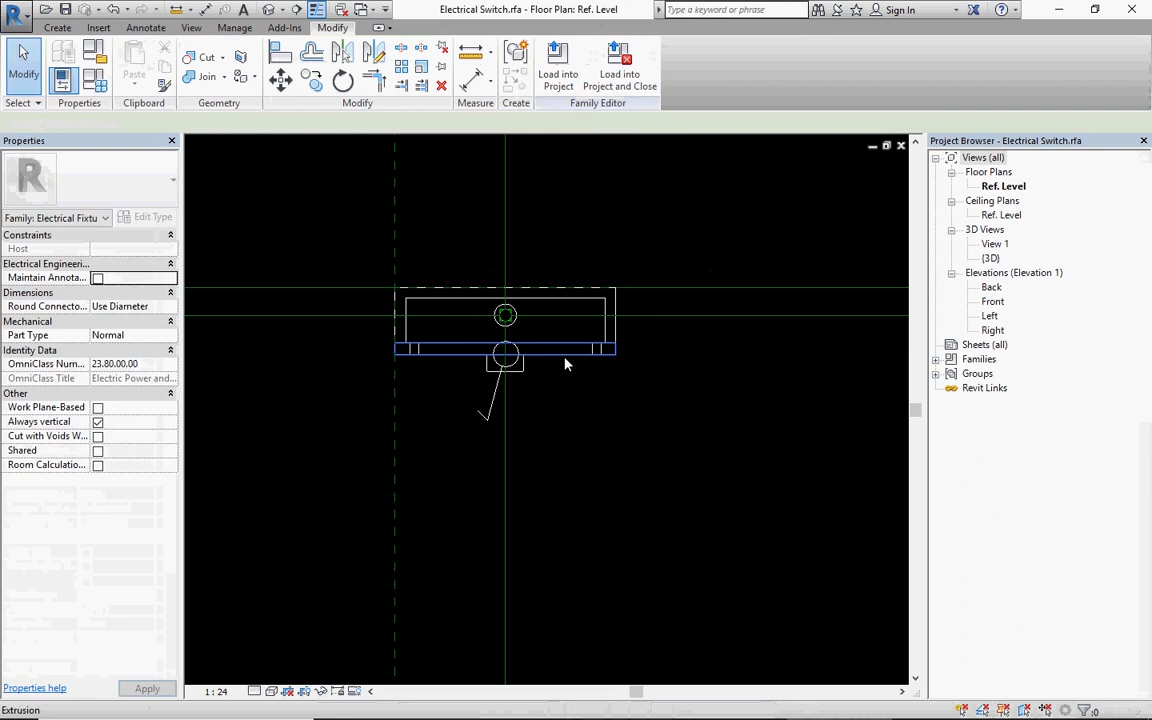 Electrical Switch.rfa - Floor Plan: Ref. Level
Type a keyword or phrase
Sign In
Create Insert Annotate View Manage Add-Ins Modify
Modify
Paste
Cut
Join
Load into
Project
Load into
Project and Close
Select Properties Clipboard Geometry Modify Measure Create Family Editor
Properties
R
Family: Electrical Fixtu
Edit Type
Constraints
Host
Electrical Engineeri...
Maintain Annota...
Dimensions
Round Connecto... Use Diameter
Mechanical
Part Type Normal
Identity Data
OmniClass Num... 23.80.00.00
OmniClass Title Electric Power and...
Other
Work Plane-Based
Always vertical
Cut with Voids W...
Shared
Room Calculatio...
Properties help
Apply
Project Browser - Electrical Switch.rfa
Views (all)
Floor Plans
Ref. Level
Ceiling Plans
Ref. Level
3D Views
View 1
{3D}
Elevations (Elevation 1)
Back
Front
Left
Right
Sheets (all)
Families
Groups
Revit Links
1 : 24
Extrusion
:0